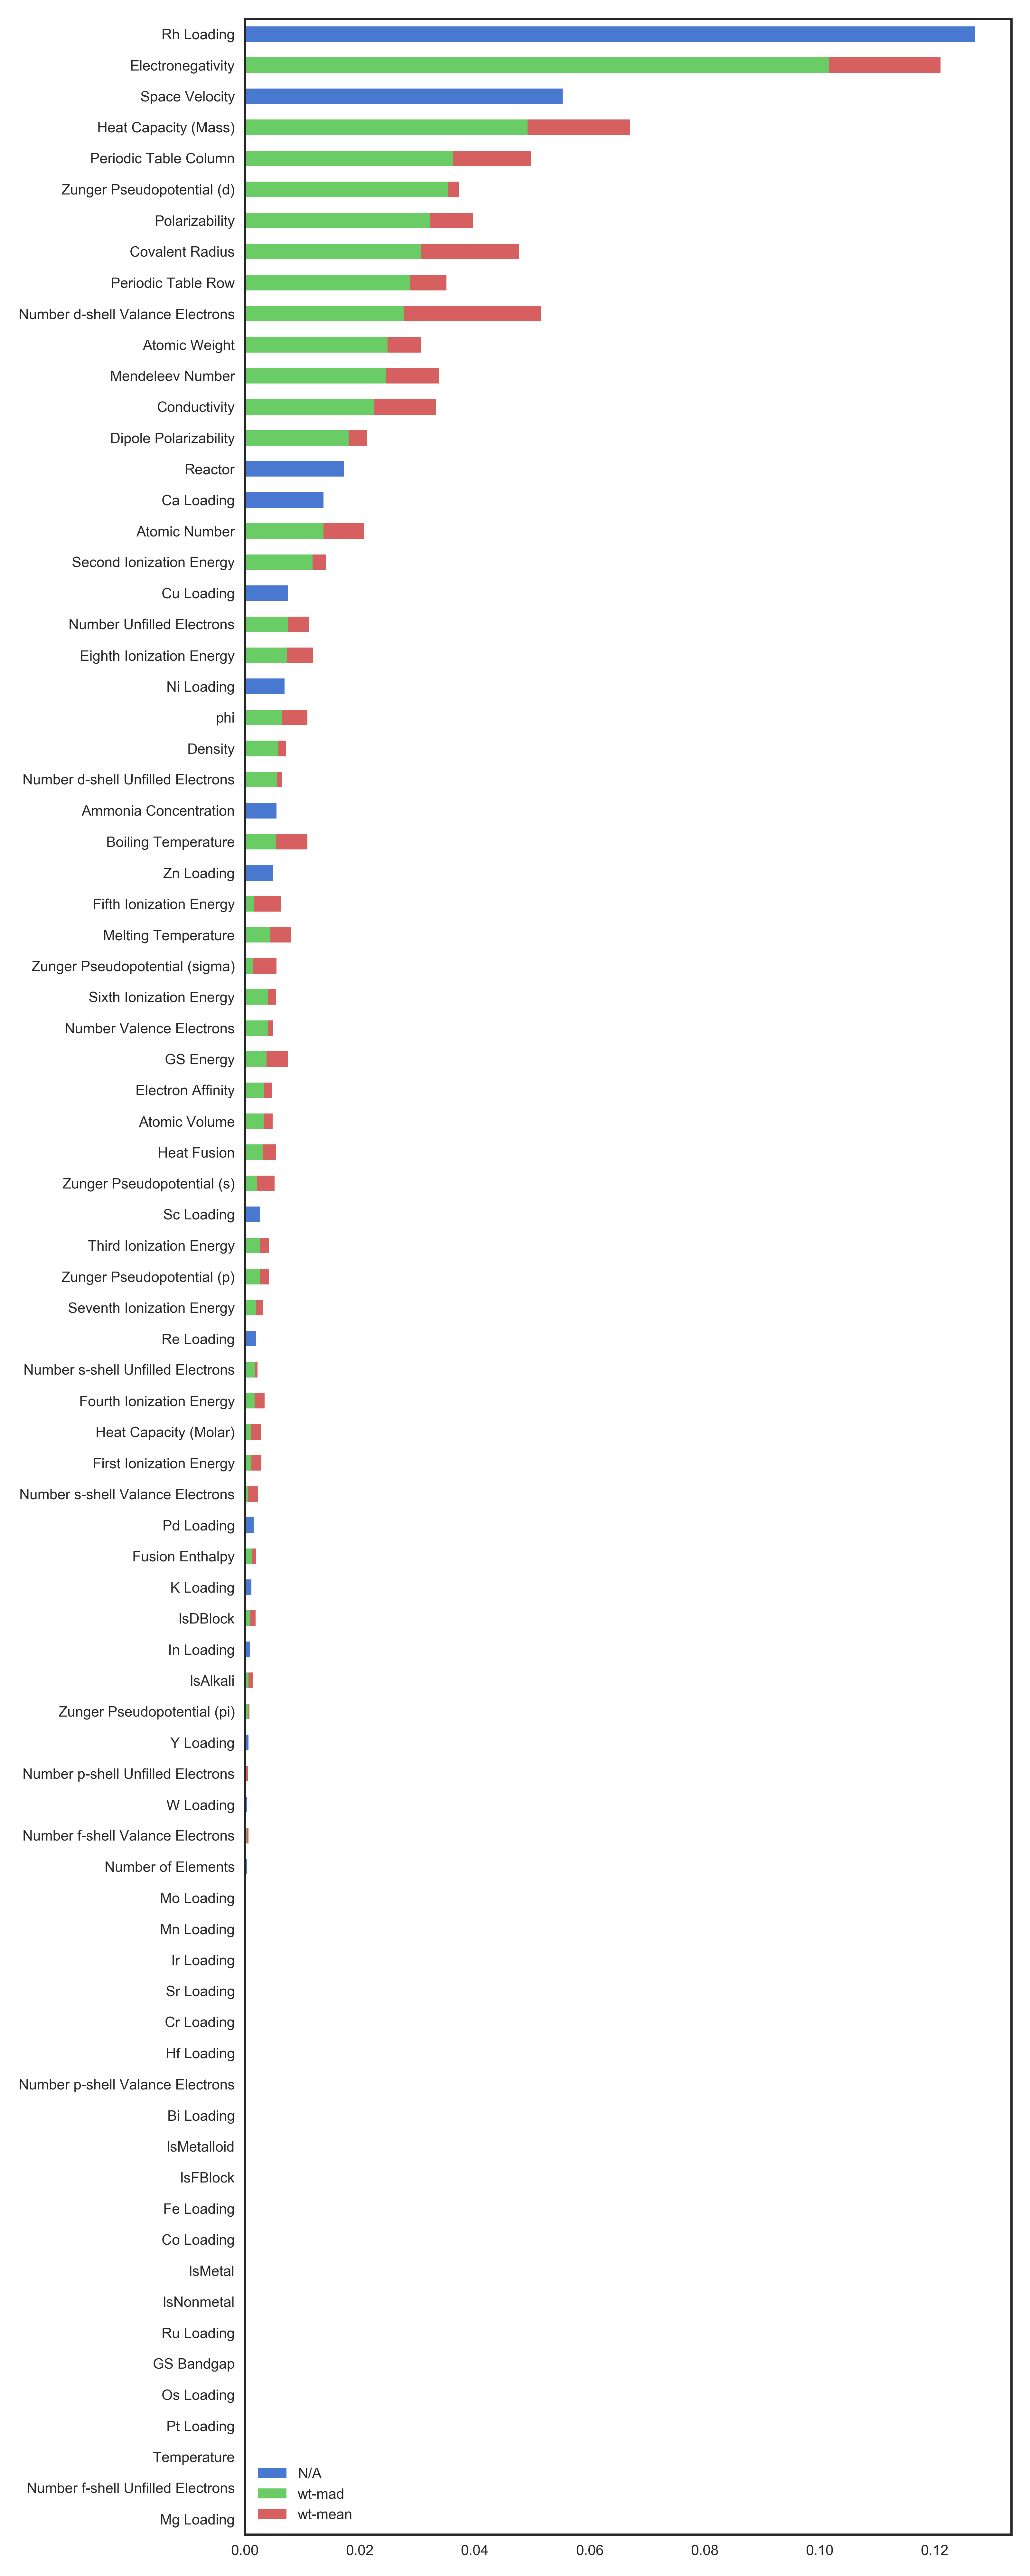 Rh Loading
Electronegativity
Space Velocity
Heat Capacity (Mass)
Periodic Table Column
Zunger Pseudopotential (d)
Polarizability
Covalent Radius
Periodic Table Row
Number d-shell Valance Electrons
Atomic Weight
Mendeleev Number
Conductivity
Dipole Polarizability
Reactor
Ca Loading
Atomic Number
Second Ionization Energy
Cu Loading
Number Unfilled Electrons
Eighth Ionization Energy
Ni Loading
phi
Density
Number d-shell Unfilled Electrons
Ammonia Concentration
Boiling Temperature
Zn Loading
Fifth Ionization Energy
Melting Temperature
Zunger Pseudopotential (sigma)
Sixth Ionization Energy
Number Valence Electrons
GS Energy
Electron Affinity
Atomic Volume
Heat Fusion
Zunger Pseudopotential (s)
Sc Loading
Third Ionization Energy
Zunger Pseudopotential (p)
Seventh Ionization Energy
Re Loading
Number s-shell Unfilled Electrons
Fourth Ionization Energy
Heat Capacity (Molar)
First Ionization Energy
Number s-shell Valance Electrons
Pd Loading
Fusion Enthalpy
K Loading
IsDBlock
In Loading
IsAlkali
Zunger Pseudopotential (pi)
Y Loading
Number p-shell Unfilled Electrons
W Loading
Number f-shell Valance Electrons
Number of Elements
Mo Loading
Mn Loading
Ir Loading
Sr Loading
Cr Loading
Hf Loading
Number p-shell Valance Electrons
Bi Loading
IsMetalloid
IsFBlock
Fe Loading
Co Loading
IsMetal
IsNonmetal
Ru Loading
GS Bandgap
Os Loading
Pt Loading
Temperature
Number f-shell Unfilled Electrons
Mg Loading
N/A
wt-mad
wt-mean
0.00 0.02 0.04 0.06 0.08 0.10 0.12